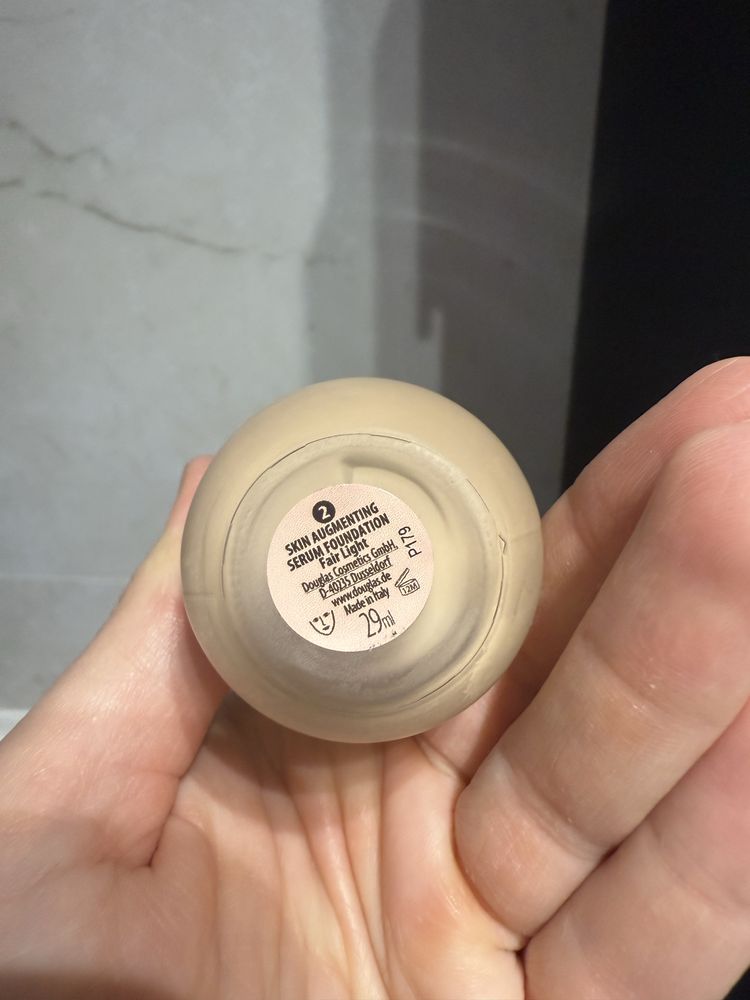 2
SKIN AUGMENTING
SERUM FOUNDATION
Fair Light
Douglas Cosmetics GmbH.
D-40235 Dusseldorf
www.douglas.de
Made in Italy
29ml
P179
12M